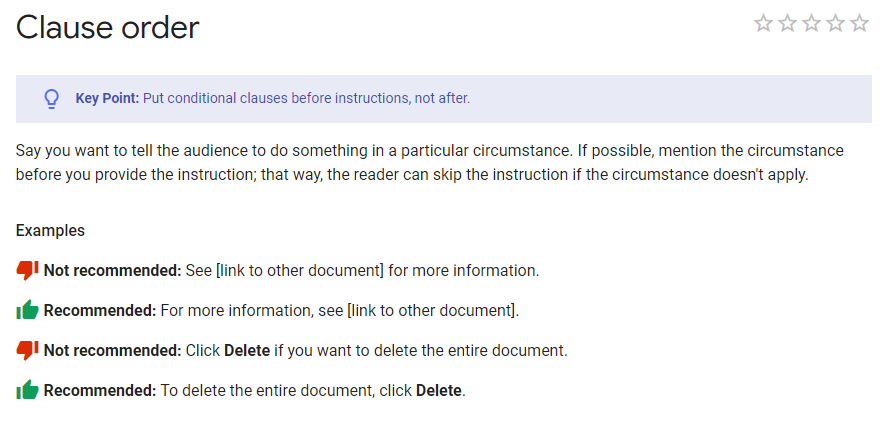 Clause order
Key Point: Put conditional clauses before instructions, not after.
Say you want to tell the audience to do something in a particular circumstance. If possible, mention the circumstance
before you provide the instruction; that way, the reader can skip the instruction if the circumstance doesn't apply.
Examples
Not recommended: See [link to other document] for more information.
Recommended: For more information, see [link to other document].
Not recommended: Click Delete if you want to delete the entire document.
Recommended: To delete the entire document, click Delete.